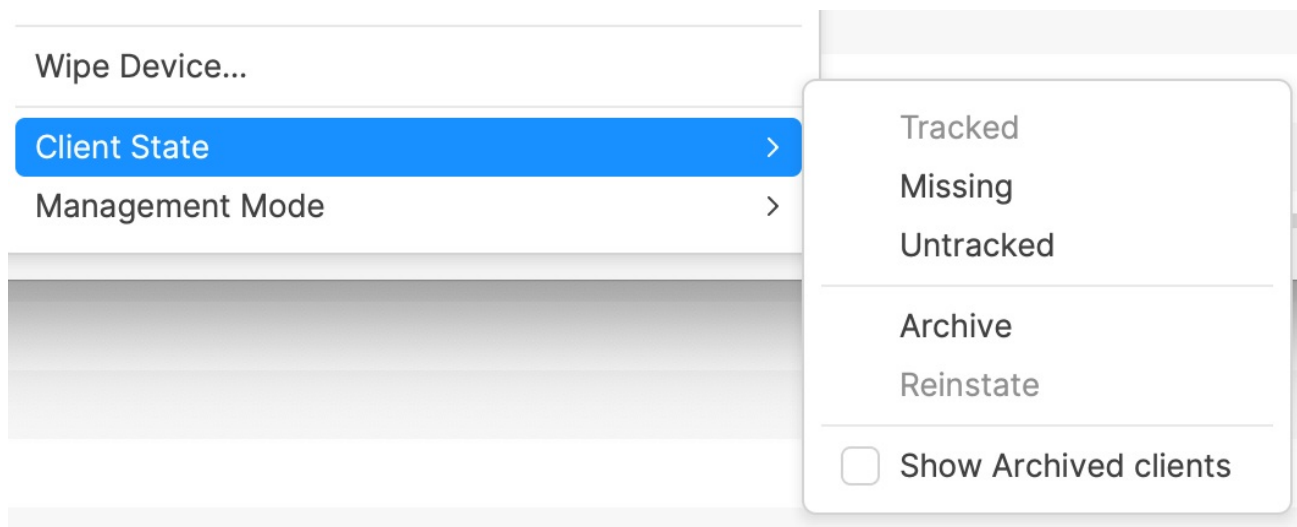 Wipe Device...
Client State
Management Mode
Tracked
Missing
Untracked
Archive
Reinstate
Show Archived clients